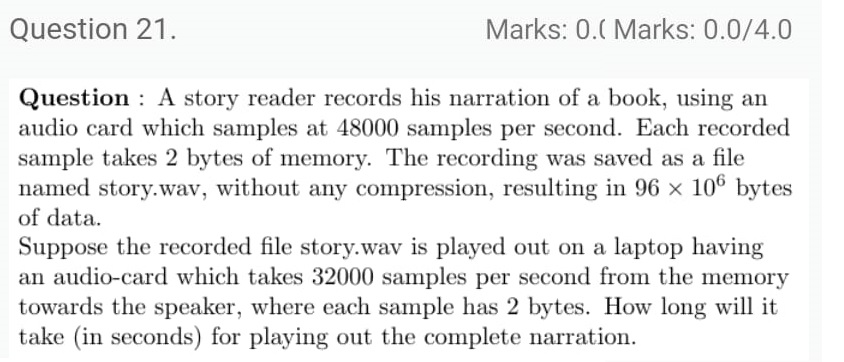 Question 21.
Marks: 0.( Marks: 0.0/4.0
Question : A story reader records his narration of a book, using an
audio card which samples at 48000 samples per second. Each recorded
sample takes 2 bytes of memory. The recording was saved as a file
named story.wav, without any compression, resulting in 96 × 10⁶ bytes
of data.
Suppose the recorded file story.wav is played out on a laptop having
an audio-card which takes 32000 samples per second from the memory
towards the speaker, where each sample has 2 bytes. How long will it
take (in seconds) for playing out the complete narration.